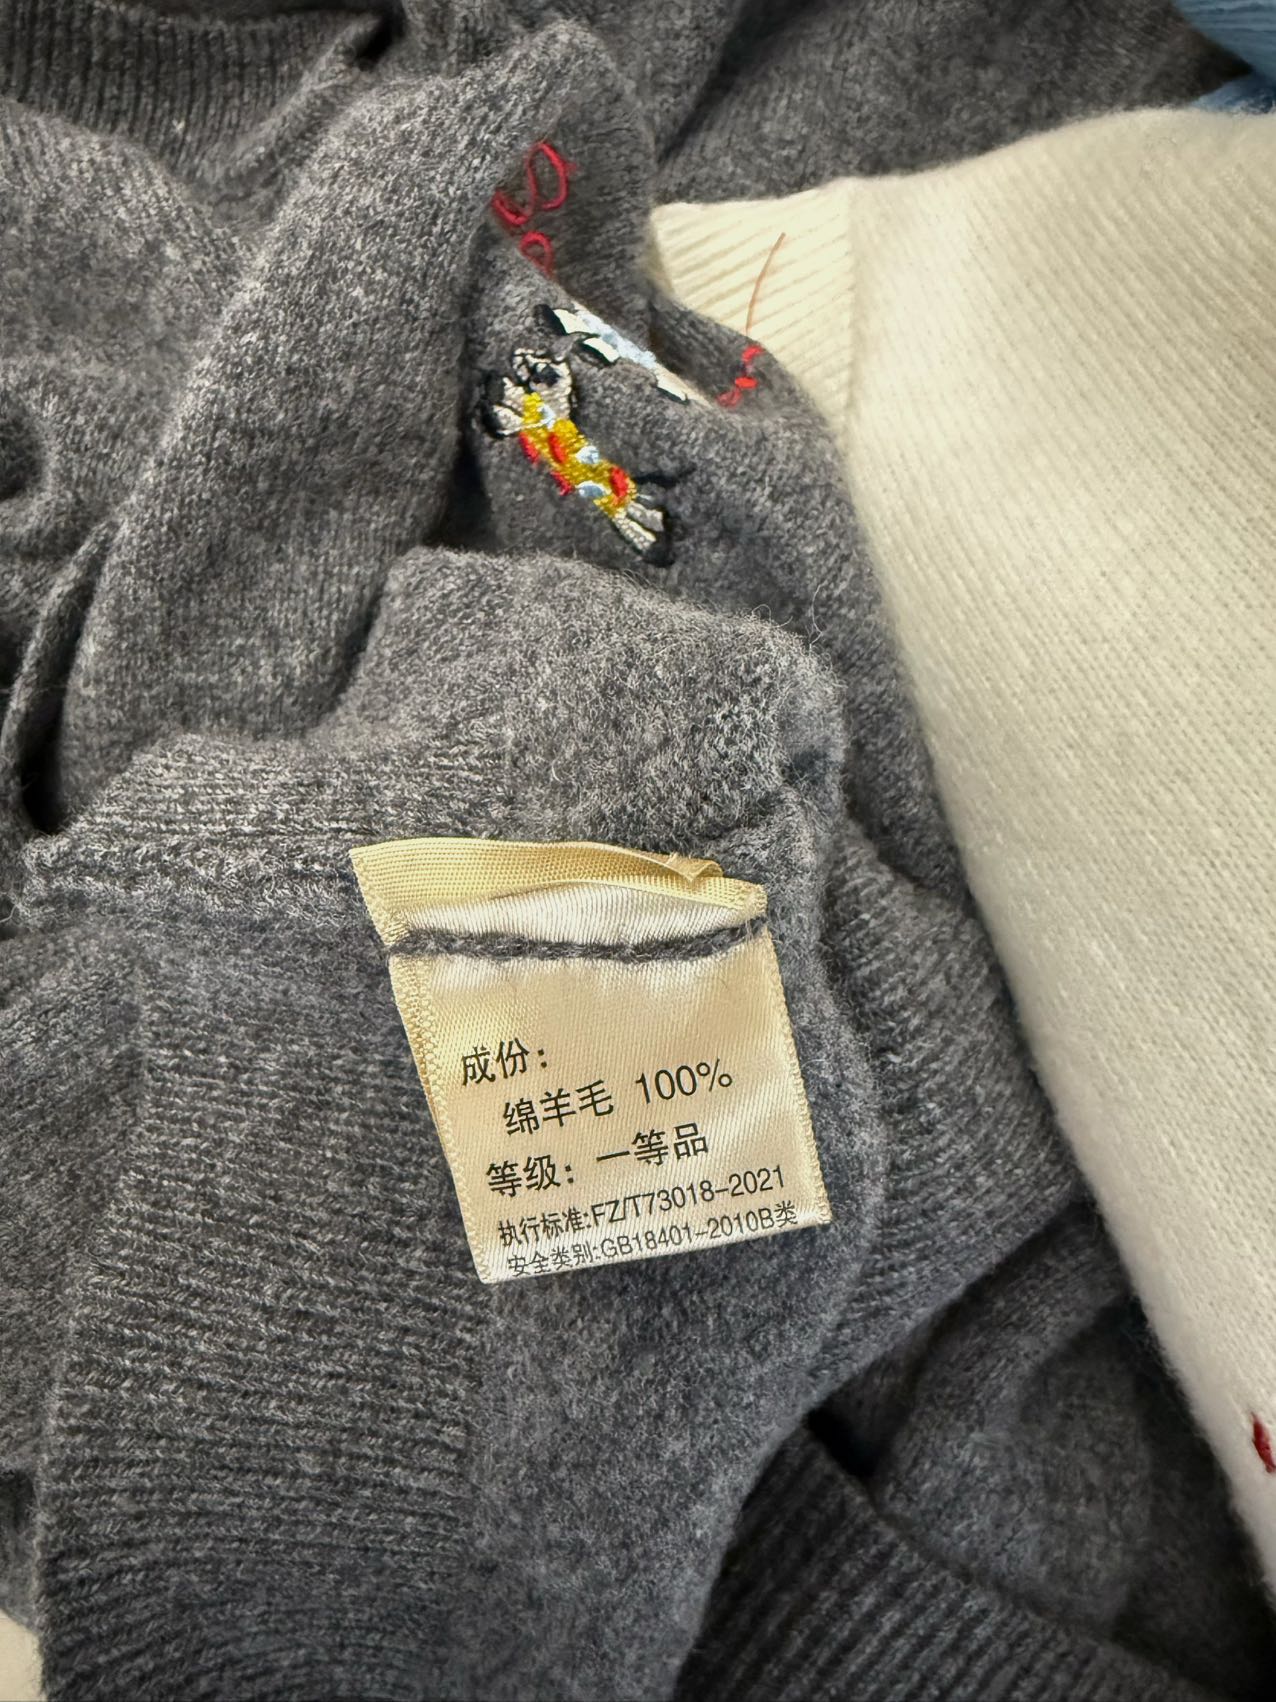 成份：
绵羊毛 100%
等级：一等品
执行标准:FZ/T73018-2021
安全类别:GB18401-2010B类